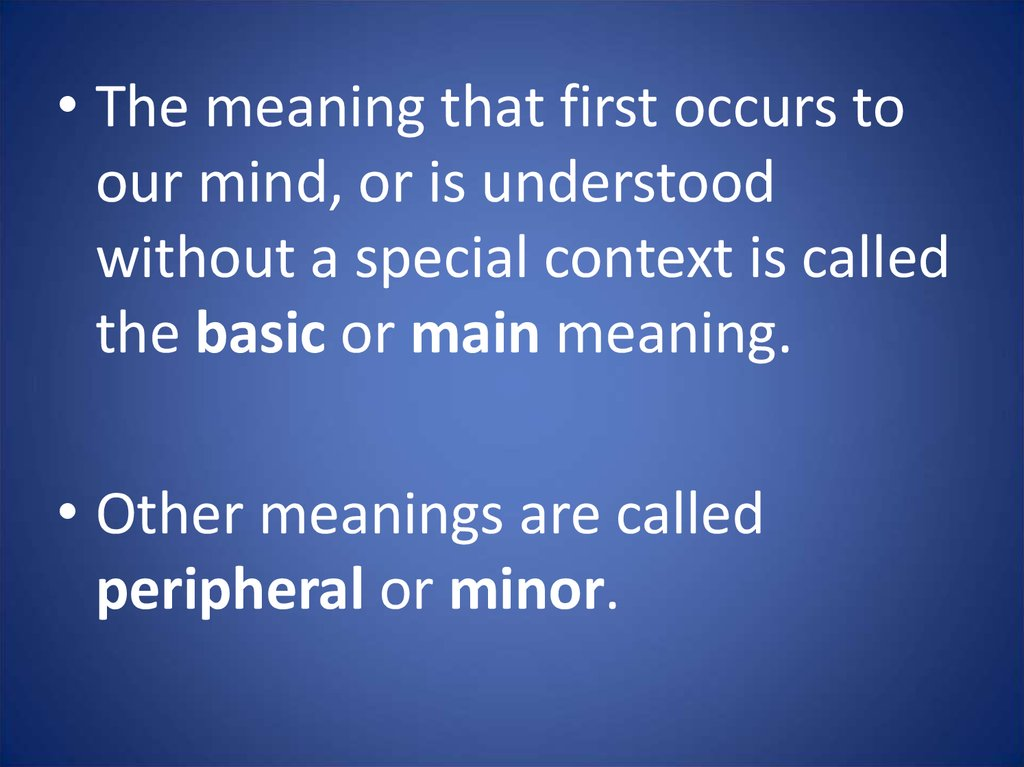 • The meaning that first occurs to
our mind, or is understood
without a special context is called
the basic or main meaning.
• Other meanings are called
peripheral or minor.